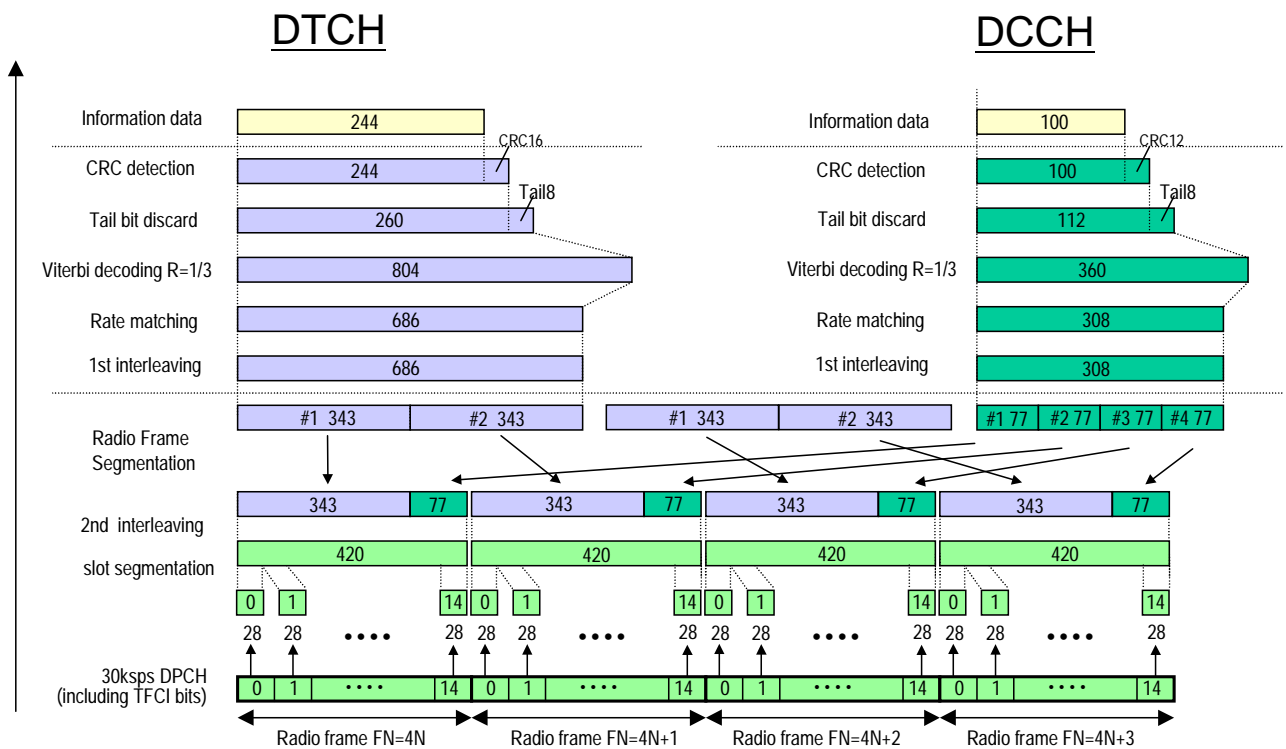 DTCH
DCCH
Information data
244
Information data
100
CRC16
CRC12
CRC detection
244
CRC detection
100
Tail8
Tail8
Tail bit discard
260
Tail bit discard
112
Viterbi decoding R=1/3
804
Viterbi decoding R=1/3
360
Rate matching
686
Rate matching
308
1st interleaving
686
1st interleaving
308
#1 343
#2 343
#1 343
#2 343
#1 77
#2 77
#3 77
#4 77
Radio Frame
Segmentation
343
77
343
77
343
77
343
77
2nd interleaving
420
420
420
420
slot segmentation
0
1
14
0
1
14
0
1
14
0
1
14
28
28
••••
28
28
28
••••
28
28
28
••••
28
28
28
••••
28
30ksps DPCH
(including TFCI bits)
0
1
••••
14
0
1
••••
14
0
1
••••
14
0
1
••••
14
Radio frame FN=4N
Radio frame FN=4N+1
Radio frame FN=4N+2
Radio frame FN=4N+3